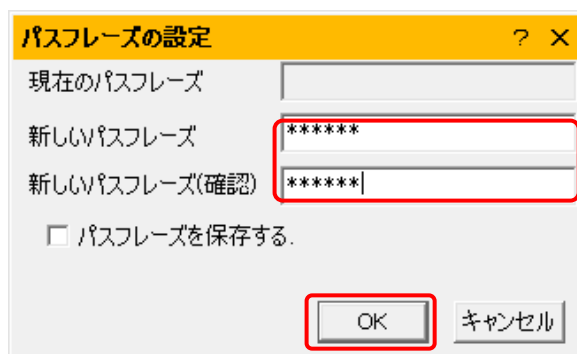 パスフレーズの設定 ? ×
現在のパスフレーズ
新しいパスフレーズ ******
新しいパスフレーズ(確認) ******
パスフレーズを保存する.
OK キャンセル